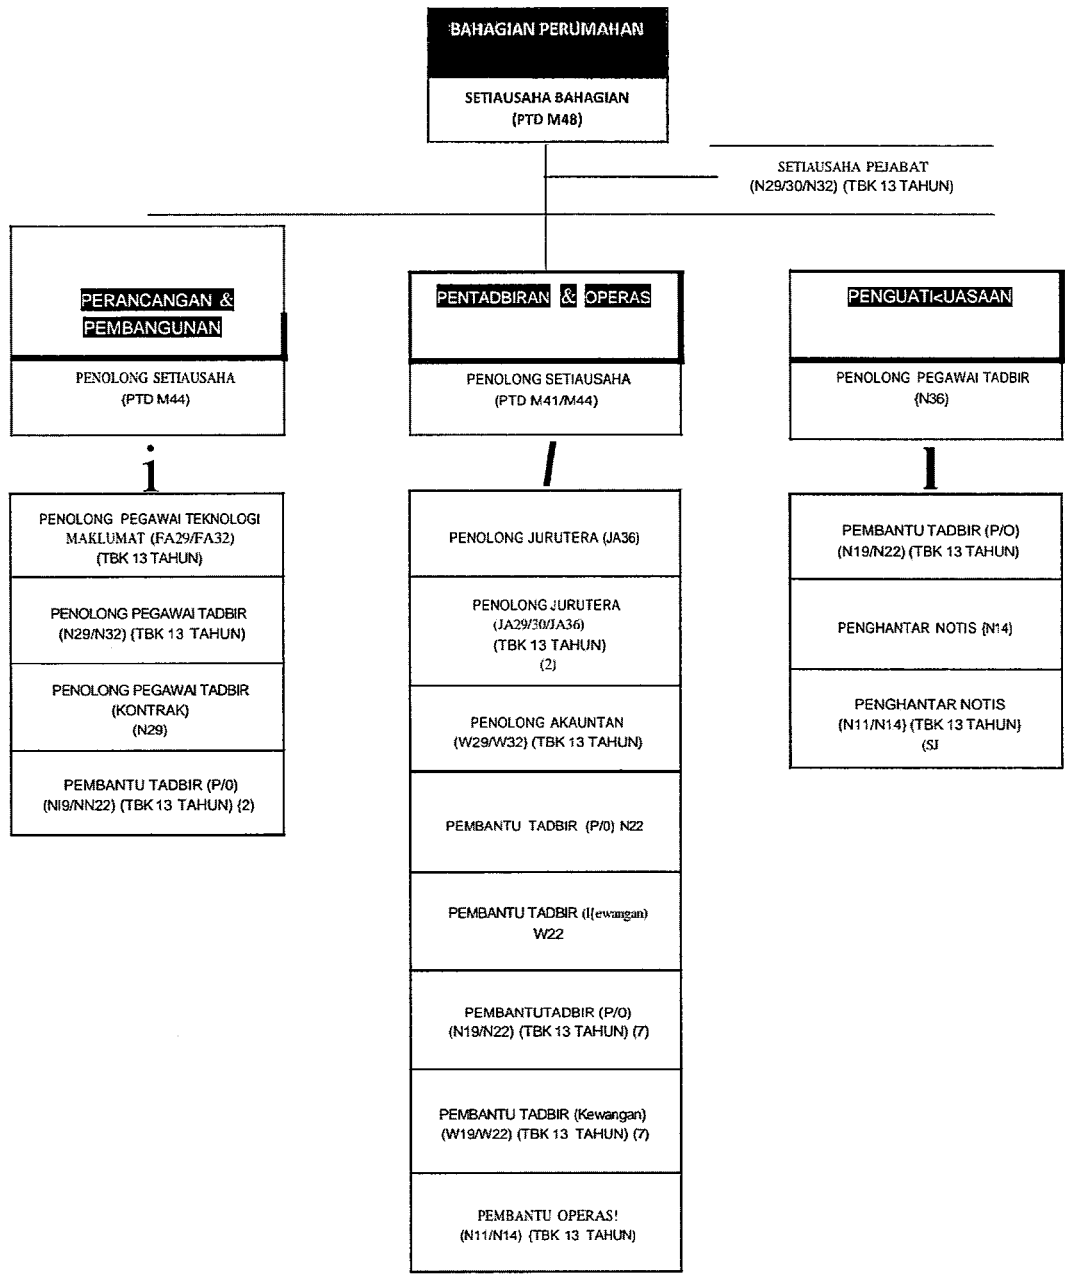 BAHAGIAN PERUMAHAN
SETIAUSAHA BAHAGIAN
(PTD M48)
SETIAUSAHA PEJABAT
(N29/30/N32) (TBK 13 TAHUN)
PERANCANGAN &
PEMBANGUNAN
PENOLONG SETIAUSAHA
(PTD M44)
i
PENOLONG PEGAWAI TEKNOLOGI
MAKLUMAT (FA29/FA32)
(TBK 13 TAHUN)
PENOLONG PEGAWAI TADBIR
(N29/N32) {TBK 13 TAHUN)
PENOLONG PEGAWAI TADBIR
(KONTRAK)
(N29)
PEMBANTU TADBIR (P/0)
(NI9/NN22) (TBK 13 TAHUN) {2)
PENTADBIRAN & OPERAS
PENOLONG SETIAUSAHA
(PTD M41/M44)
/
PENOLONG JURUTERA (JA36)
PENOLONG JURUTERA
(JA29/30/JA36)
(TBK 13 TAHUN)
(2)
PENOLONG AKAUNTAN
(W29/W32) (TBK 13 TAHUN)
PEMBANTU TADBIR (P/0) N22
PEMBANTU TADBIR (I{ewangan)
W22
PEMBANTUTADBIR (P/O)
(N19/N22) (TBK 13 TAHUN) (7)
PEMBANTU TADBIR (Kewangan)
(W19/W22) (TBK 13 TAHUN) (7)
PEMBANTU OPERAS!
(N11/N14) {TBK 13 TAHUN)
PENGUATI<UASAAN
PENOLONG PEGAWAI TADBIR
{N36)
l
PEMBANTU TADBIR (P/O)
(N19/N22) (TBK 13 TAHUN)
PENGHANTAR NOTIS {N14)
PENGHANTAR NOTIS
{N11/N14) {TBK 13 TAHUN}
(SJ